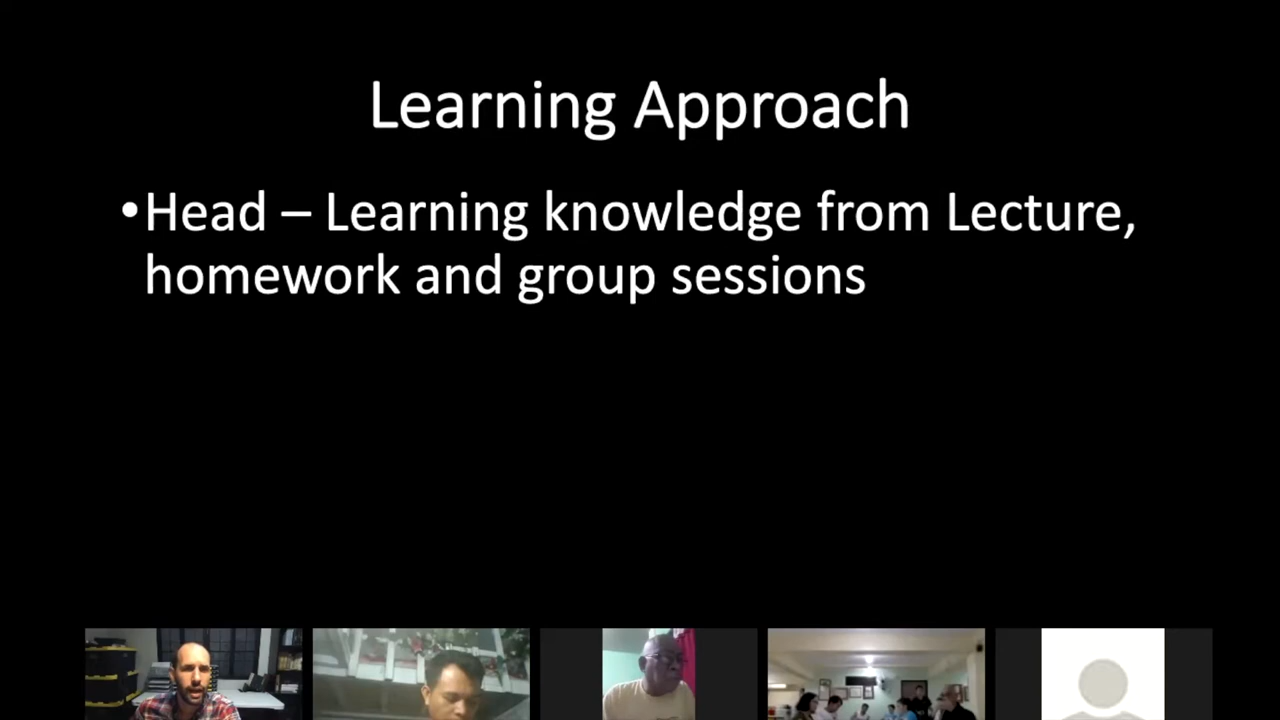 Learning Approach
•Head – Learning knowledge from Lecture,
homework and group sessions